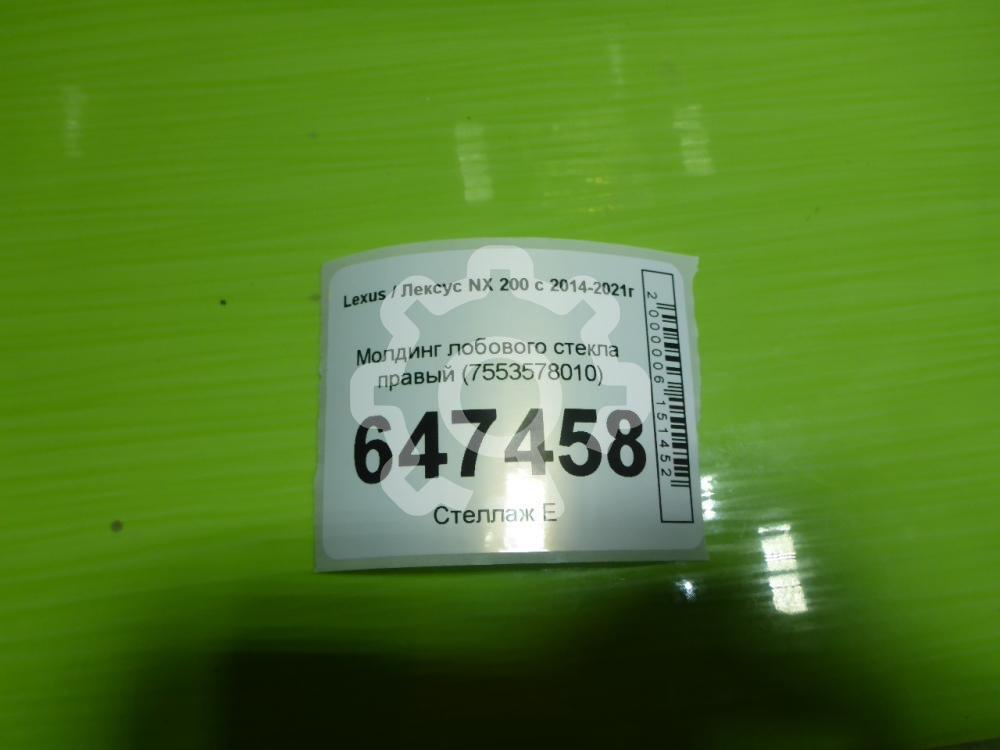 Lexus / Лексус NX 200 с 2014-2021г
Молдинг лобового стекла
правый (7553578010)
647458
Стеллаж Е
2000006151452